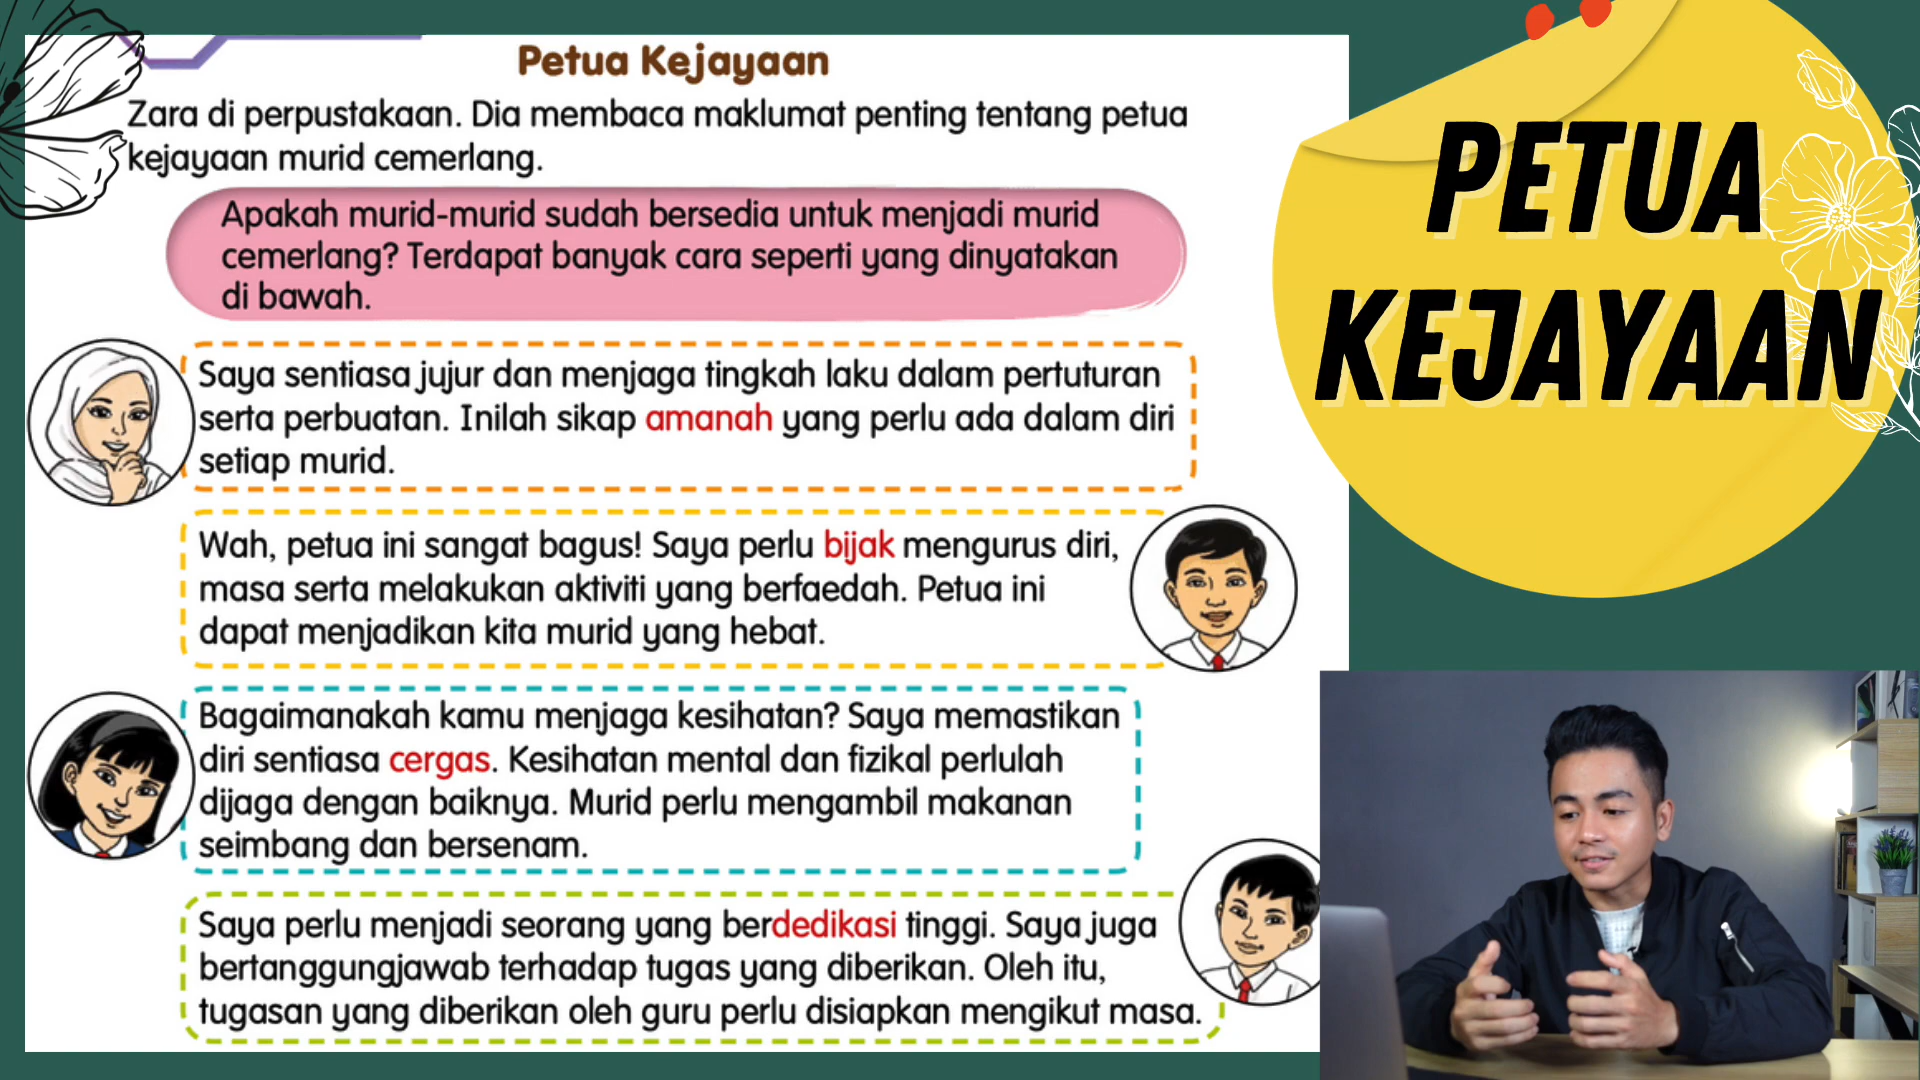 Petua Kejayaan
Zara di perpustakaan. Dia membaca maklumat penting tentang petua
kejayaan murid cemerlang.
Apakah murid-murid sudah bersedia untuk menjadi murid
cemerlang? Terdapat banyak cara seperti yang dinyatakan
di bawah.
Saya sentiasa jujur dan menjaga tingkah laku dalam pertuturan
serta perbuatan. Inilah sikap amanah yang perlu ada dalam diri
setiap murid.
Wah, petua ini sangat bagus! Saya perlu bijak mengurus diri,
masa serta melakukan aktiviti yang berfaedah. Petua ini
dapat menjadikan kita murid yang hebat.
Bagaimanakah kamu menjaga kesihatan? Saya memastikan
diri sentiasa cergas. Kesihatan mental dan fizikal perlulah
dijaga dengan baiknya. Murid perlu mengambil makanan
seimbang dan bersenam.
Saya perlu menjadi seorang yang berdedikasi tinggi. Saya juga
bertanggungjawab terhadap tugas yang diberikan. Oleh itu,
tugasan yang diberikan oleh guru perlu disiapkan mengikut masa.
PETUA
KEJAYAAN